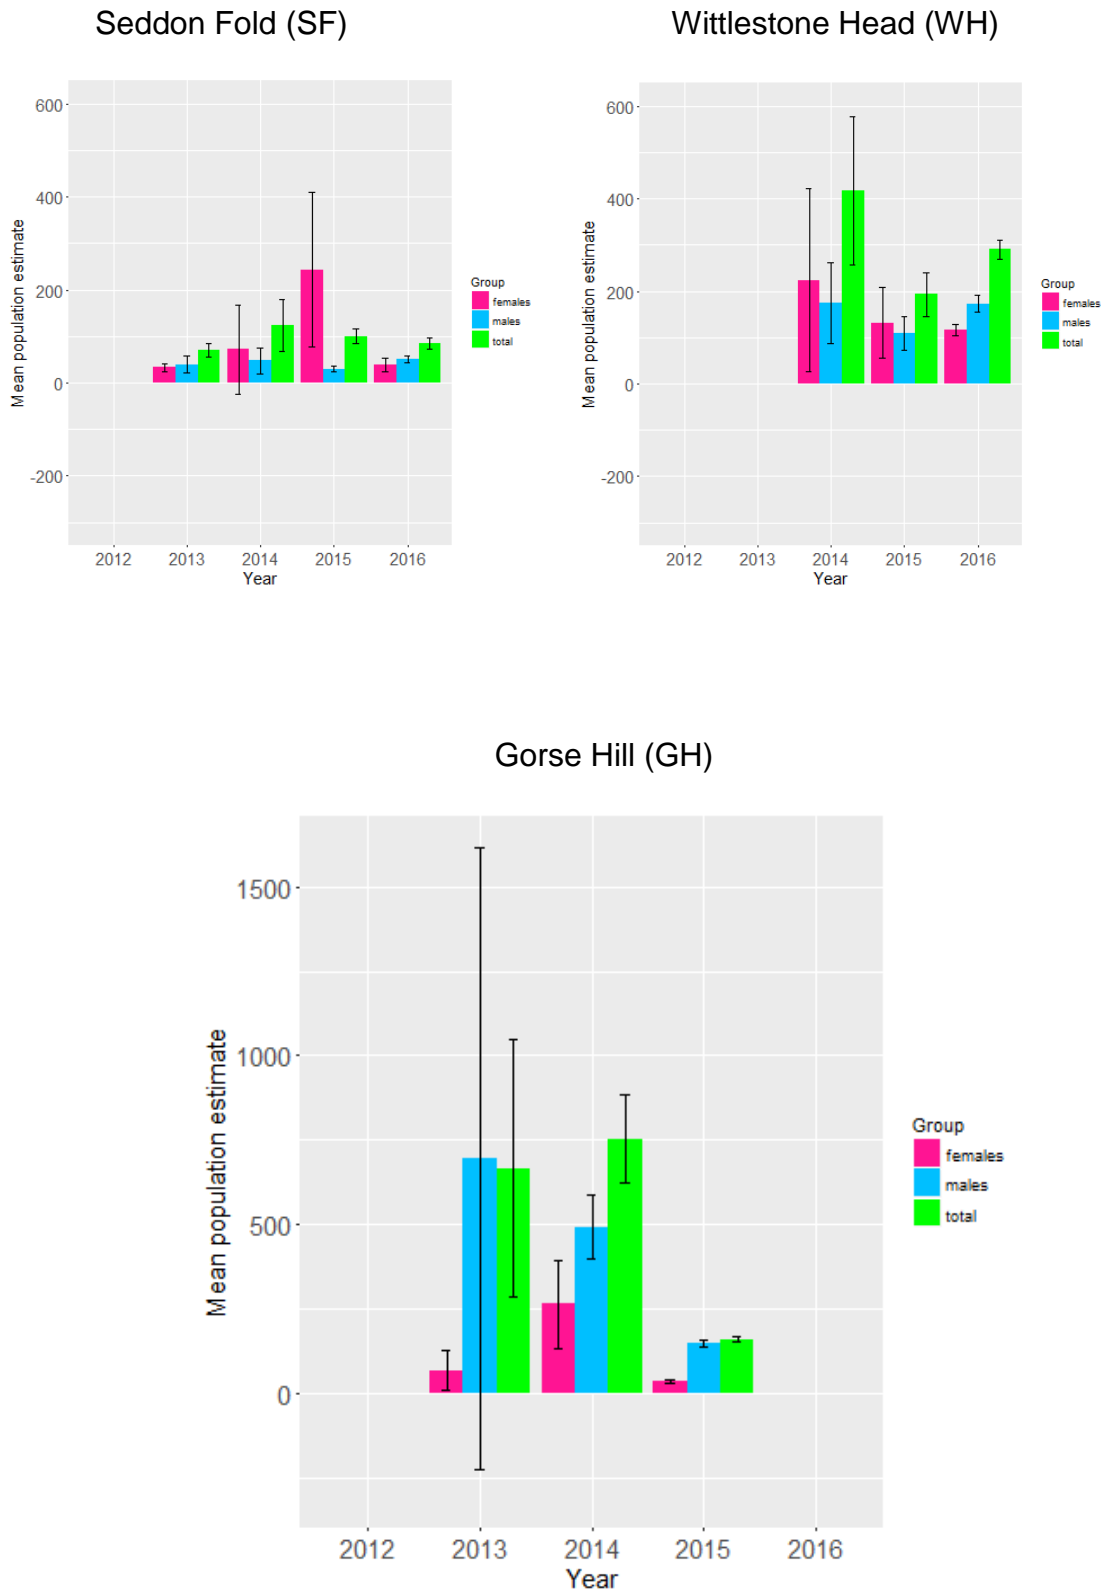 Seddon Fold (SF)
600
400
200
0
-200
Mean population estimate
2012 2013 2014 2015 2016
Year
Group
females
males
total
Wittlestone Head (WH)
600
400
200
0
-200
Mean population estimate
2012 2013 2014 2015 2016
Year
Group
females
males
total
Gorse Hill (GH)
1500
1000
500
0
Mean population estimate
2012 2013 2014 2015 2016
Year
Group
females
males
total